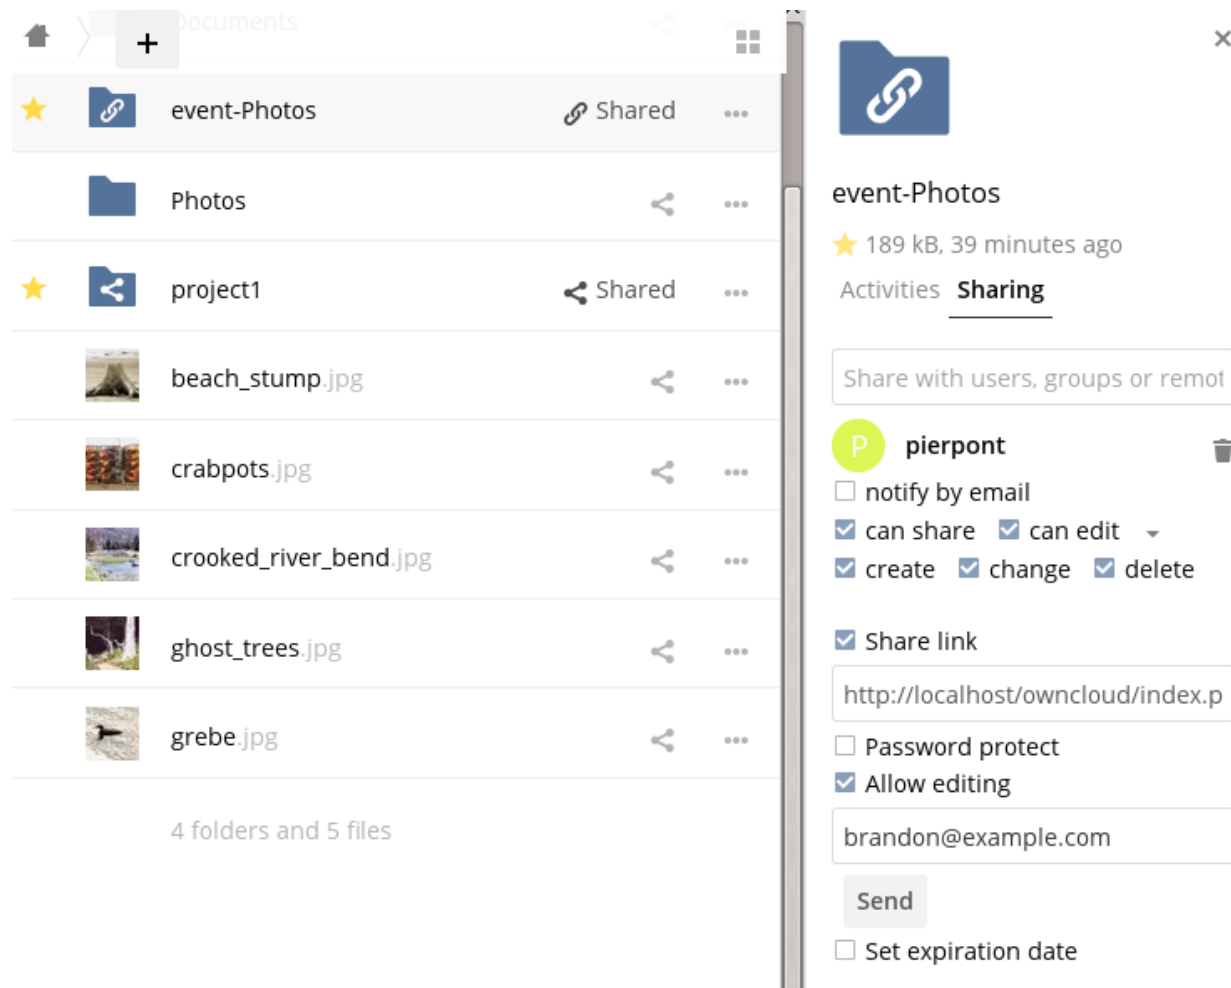 Documents
+
event-Photos Shared
Photos
project1 Shared
beach_stump.jpg
crabpots.jpg
crooked_river_bend.jpg
ghost_trees.jpg
grebe.jpg
4 folders and 5 files
event-Photos
189 kB, 39 minutes ago
Activities Sharing
Share with users, groups or remot
P pierpont
notify by email
can share can edit
create change delete
Share link
http://localhost/owncloud/index.p
Password protect
Allow editing
brandon@example.com
Send
Set expiration date